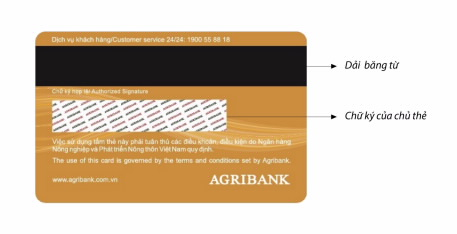 Dịch vụ khách hàng/Customer service 24/24: 1900 55 88 18
Dải băng từ
Chữ ký hợp lệ/Authorized Signature
Chữ ký của chủ thẻ
Việc sử dụng tấm thẻ này phải tuân thủ các điều khoản, điều kiện do Ngân hàng
Nông nghiệp và Phát triển Nông thôn Việt Nam quy định.
The use of this card is governed by the terms and conditions set by Agribank.
www.agribank.com.vn
AGRIBANK